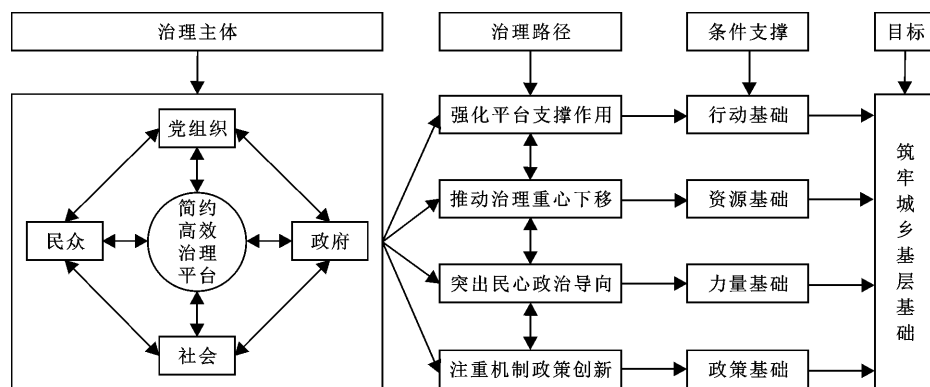 治理主体
治理路径
条件支撑
目标
党组织
民众
简约
高效
治理
平台
政府
社会
强化平台支撑作用
行动基础
推动治理重心下移
资源基础
突出民心政治导向
力量基础
注重机制政策创新
政策基础
筑牢城乡基层基础